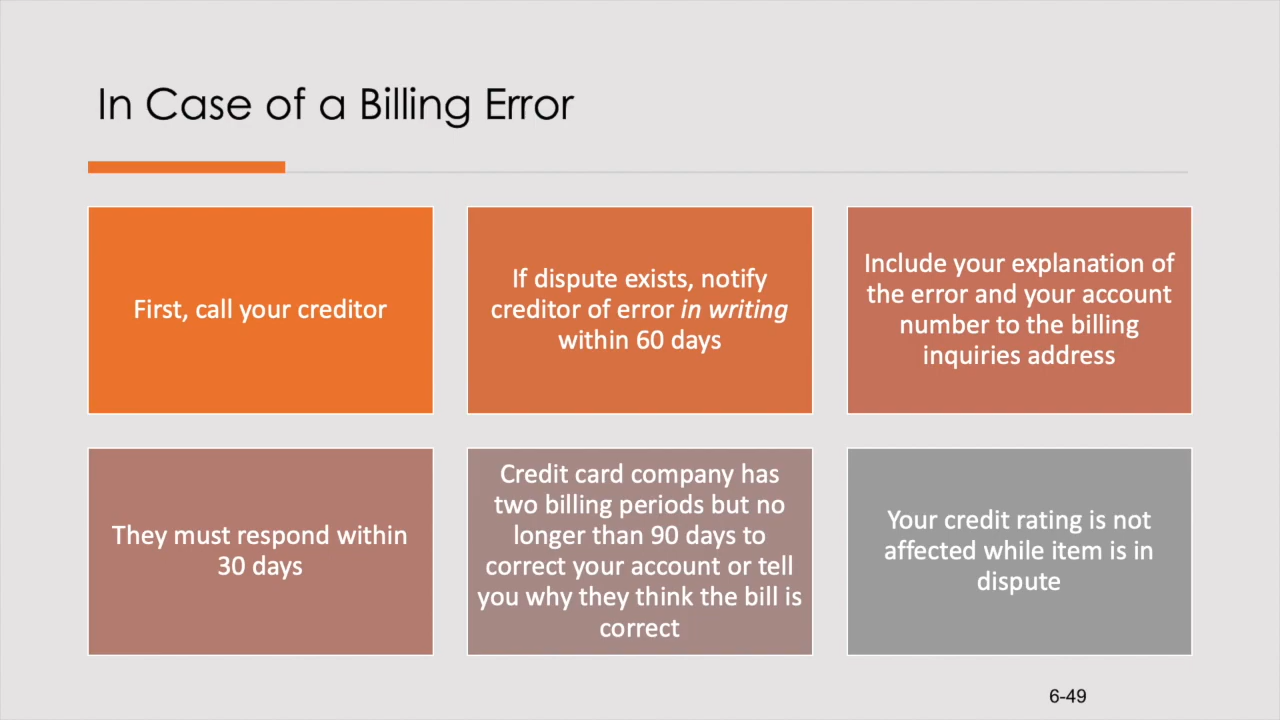 In Case of a Billing Error
First, call your creditor
If dispute exists, notify
creditor of error in writing
within 60 days
Include your explanation of
the error and your account
number to the billing
inquiries address
They must respond within
30 days
Credit card company has
two billing periods but no
longer than 90 days to
correct your account or tell
you why they think the bill is
correct
Your credit rating is not
affected while item is in
dispute
6-49